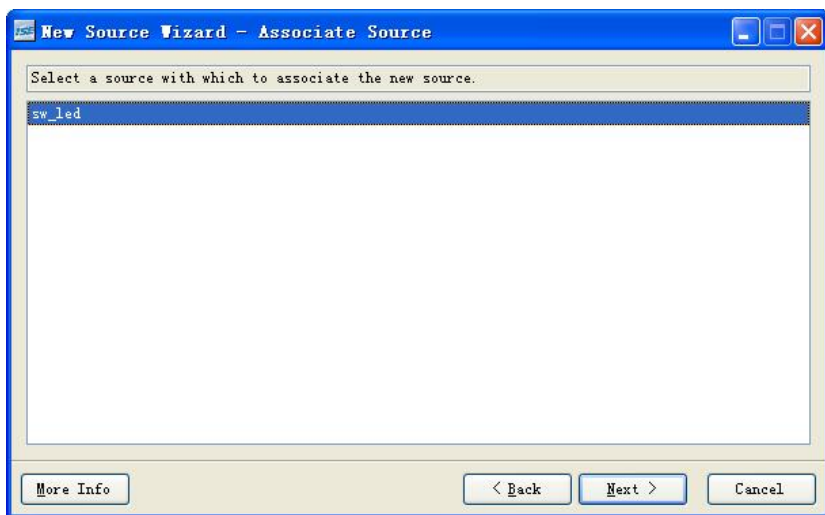 ISE New Source Wizard - Associate Source
Select a source with which to associate the new source.
sw_led
More Info
< Back
Next >
Cancel